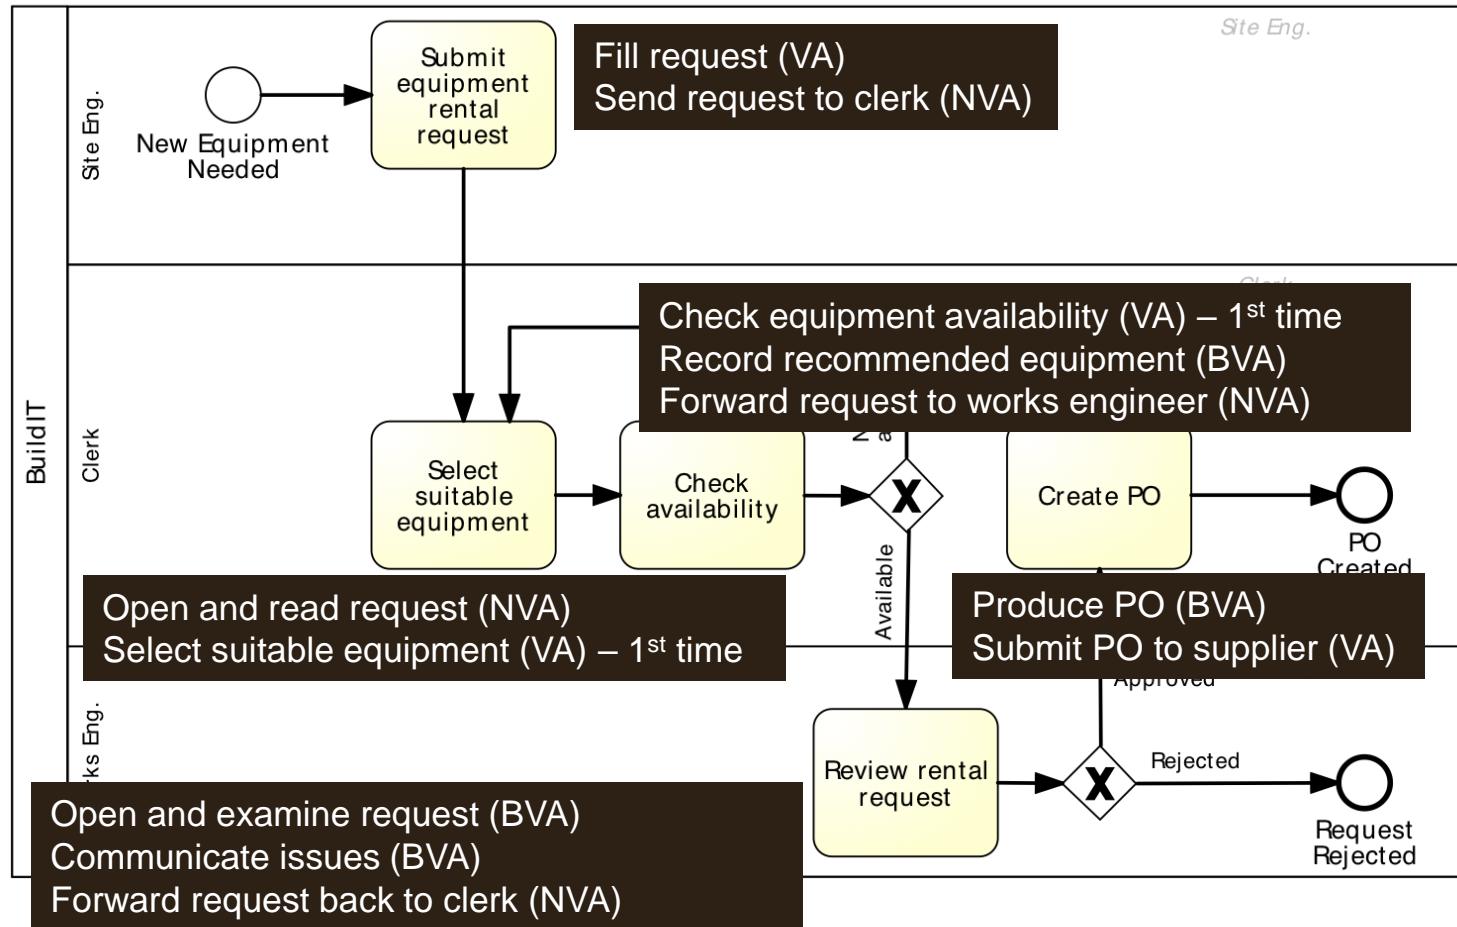 Site Eng.
Submit
equipment
rental
request
Fill request (VA)
Send request to clerk (NVA)
New Equipment
Needed
Site Eng.
BuildIT
Clerk
Check equipment availability (VA) – 1st time
Record recommended equipment (BVA)
Forward request to works engineer (NVA)
Clerk
Select
suitable
equipment
Check
availability
X
Create PO
PO
Created
Available
Open and read request (NVA)
Select suitable equipment (VA) – 1st time
Produce PO (BVA)
Submit PO to supplier (VA)
Approved
Eng.
Review rental
request
X
Rejected
Request
Rejected
Open and examine request (BVA)
Communicate issues (BVA)
Forward request back to clerk (NVA)